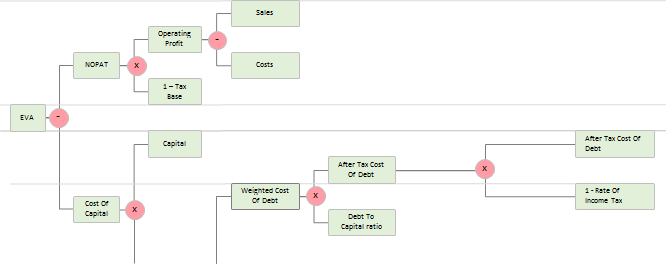 Sales
Operating
Profit
-
NOPAT
x
Costs
1 – Tax
Base
EVA
-
Capital
After Tax Cost Of
Debt
After Tax Cost
Of Debt
x
Weighted Cost
Of Debt
x
1 - Rate Of
Income Tax
Cost Of
Capital
x
Debt To
Capital ratio